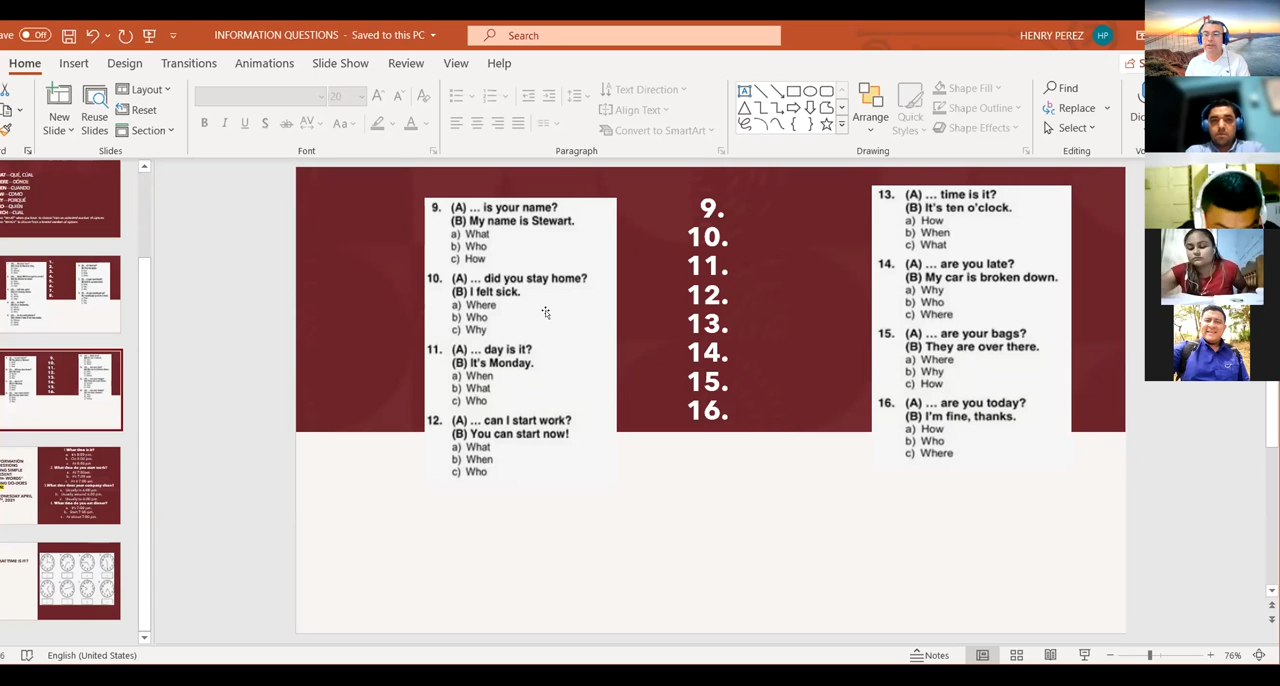 ave Off
INFORMATION QUESTIONS - Saved to this PC
Search
HENRY PEREZ HP
Home Insert Design Transitions Animations Slide Show Review View Help
New Slide
Reuse Slides
Layout
Reset
Section
Slides
20
Font
Text Direction
Align Text
Convert to SmartArt
Paragraph
Arrange
Quick Styles
Shape Fill
Shape Outline
Shape Effects
Drawing
Find
Replace
Select
Editing
Dic
Vo
9. (A) ... is your name?
(B) My name is Stewart.
a) What
b) Who
c) How
10. (A) ... did you stay home?
(B) I felt sick.
a) Where
b) Who
c) Why
11. (A) ... day is it?
(B) It's Monday.
a) When
b) What
c) Who
12. (A) ... can I start work?
(B) You can start now!
a) What
b) When
c) Who
9.
10.
11.
12.
13.
14.
15.
16.
13. (A) ... time is it?
(B) It's ten o'clock.
a) How
b) When
c) What
14. (A) ... are you late?
(B) My car is broken down.
a) Why
b) Who
c) Where
15. (A) ... are your bags?
(B) They are over there.
a) Where
b) Why
c) How
16. (A) ... are you today?
(B) I'm fine, thanks.
a) How
b) Who
c) Where
6 English (United States)
Notes
76%